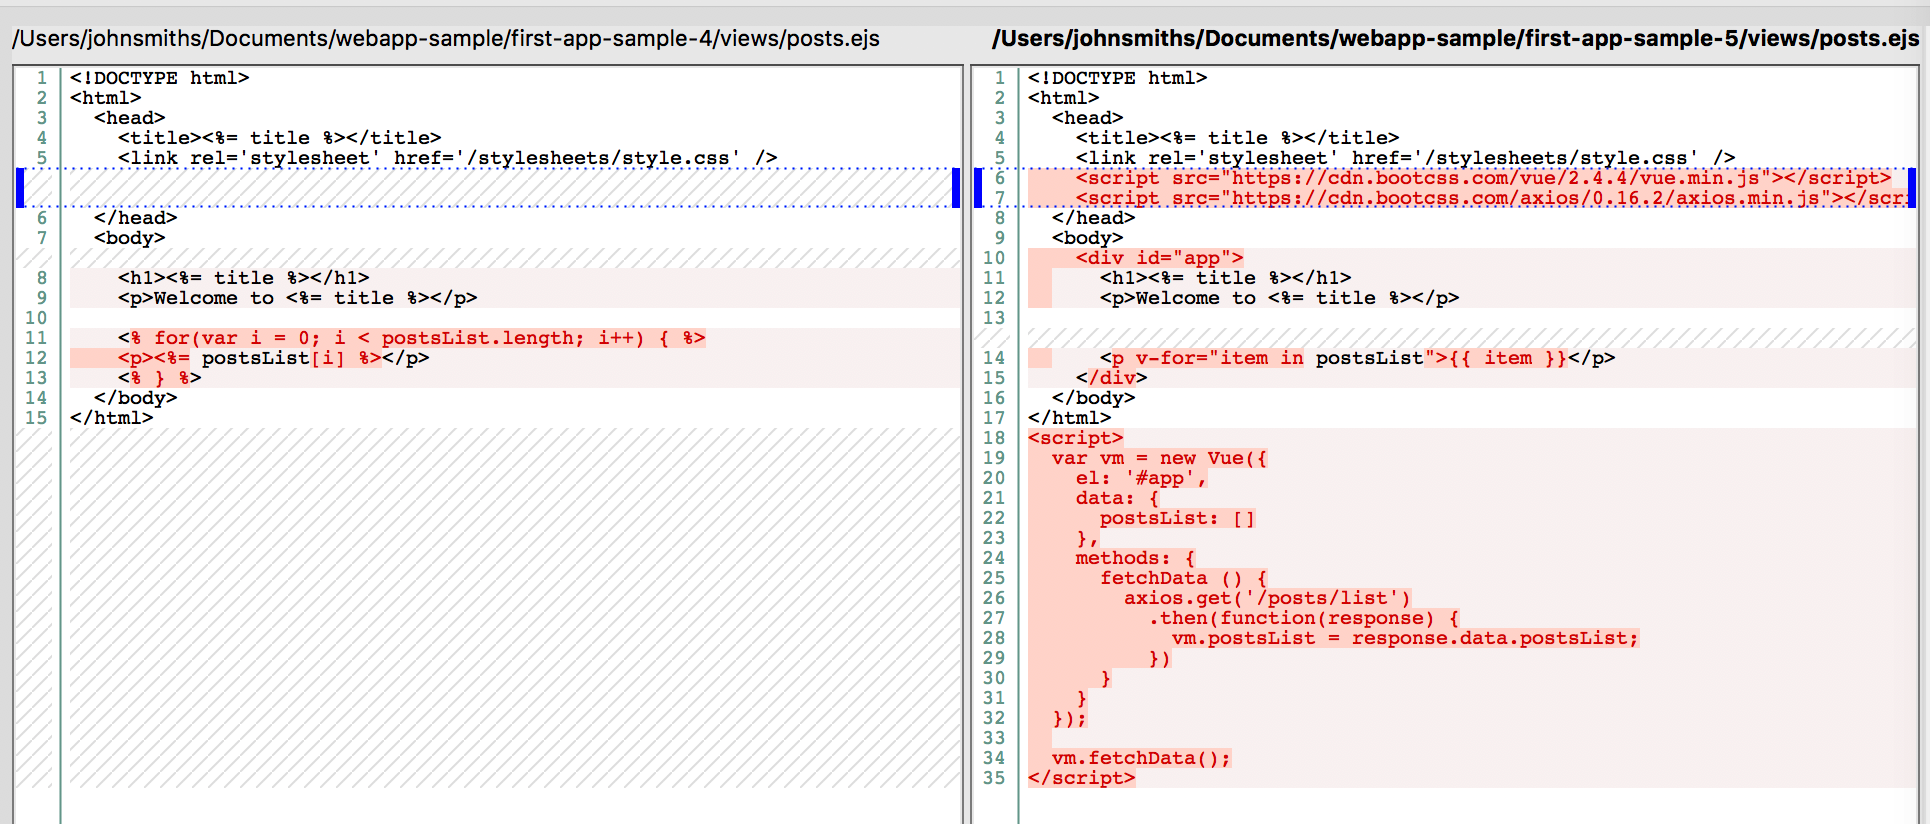 /Users/johnsmiths/Documents/webapp-sample/first-app-sample-4/views/posts.ejs
1 <!DOCTYPE html>
2 <html>
3   <head>
4     <title><%= title %></title>
5     <link rel='stylesheet' href='/stylesheets/style.css' />
6   </head>
7   <body>
8     <h1><%= title %></h1>
9     <p>Welcome to <%= title %></p>
10
11     <% for(var i = 0; i < postsList.length; i++) { %>
12     <p><%= postsList[i] %></p>
13     <% } %>
14   </body>
15 </html>
/Users/johnsmiths/Documents/webapp-sample/first-app-sample-5/views/posts.ejs
1 <!DOCTYPE html>
2 <html>
3   <head>
4     <title><%= title %></title>
5     <link rel='stylesheet' href='/stylesheets/style.css' />
6     <script src="https://cdn.bootcss.com/vue/2.4.4/vue.min.js"></script>
7     <script src="https://cdn.bootcss.com/axios/0.16.2/axios.min.js"></scri
8   </head>
9   <body>
10     <div id="app">
11       <h1><%= title %></h1>
12       <p>Welcome to <%= title %></p>
13
14       <p v-for="item in postsList">{{ item }}</p>
15     </div>
16   </body>
17 </html>
18 <script>
19   var vm = new Vue({
20     el: '#app',
21     data: {
22       postsList: []
23     },
24     methods: {
25       fetchData () {
26         axios.get('/posts/list')
27           .then(function(response) {
28             vm.postsList = response.data.postsList;
29           })
30       }
31     }
32   });
33
34   vm.fetchData();
35 </script>